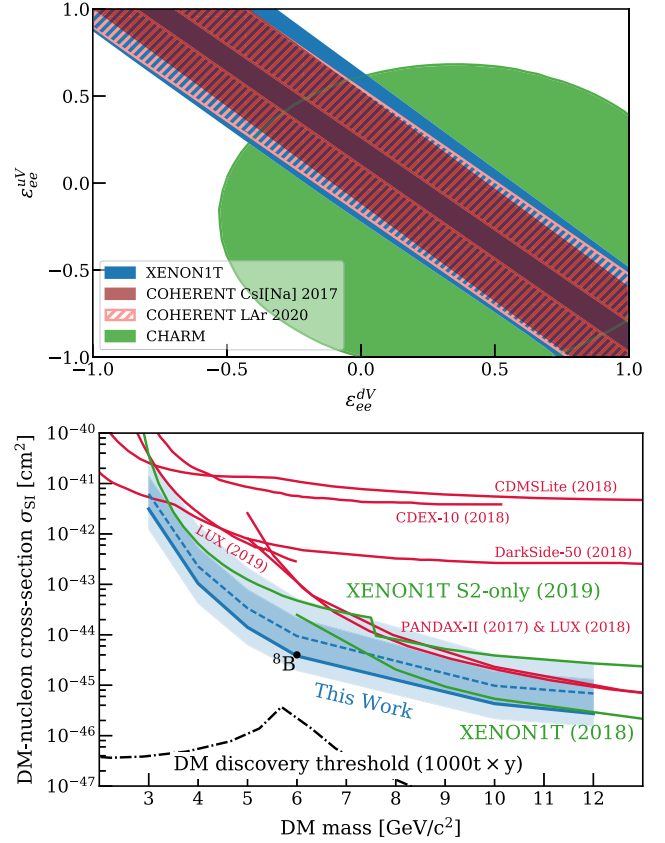 1.0
0.5
0.0
−0.5
−1.0
ε_ee^uV
XENON1T
COHERENT CsI[Na] 2017
COHERENT LAr 2020
CHARM
−1.0 −0.5 0.0 0.5 1.0
ε_ee^dV
10⁻⁴⁰
10⁻⁴¹
10⁻⁴²
10⁻⁴³
10⁻⁴⁴
10⁻⁴⁵
10⁻⁴⁶
10⁻⁴⁷
DM-nucleon cross-section σ_SI [cm²]
CDMSLite (2018)
CDEX-10 (2018)
LUX (2019)
DarkSide-50 (2018)
XENON1T S2-only (2019)
PANDAX-II (2017) & LUX (2018)
⁸B
This Work
XENON1T (2018)
DM discovery threshold (1000t × y)
3 4 5 6 7 8 9 10 11 12
DM mass [GeV/c²]